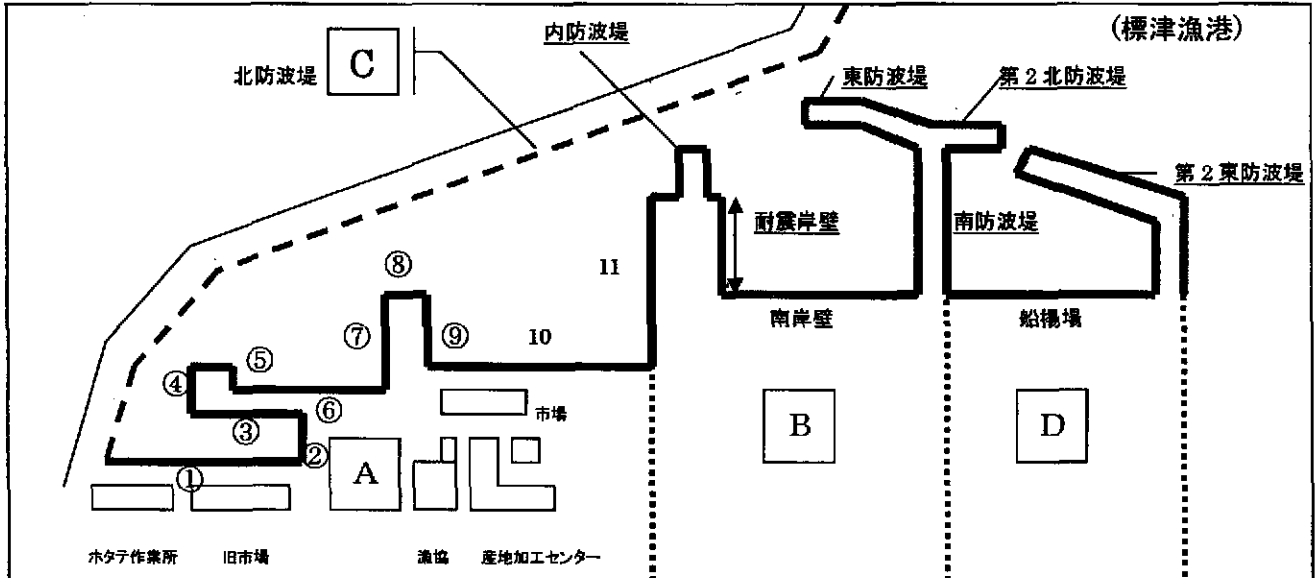 (標津漁港)
内防波堤
北防波堤
C
東防波堤
第2北防波堤
第2東防波堤
耐震岸壁
南防波堤
⑧
11
⑦
⑨
10
南岸壁
船揚場
⑤
④
⑥
③
市場
②
①
A
B
D
ホタテ作業所
旧市場
漁協
産地加工センター